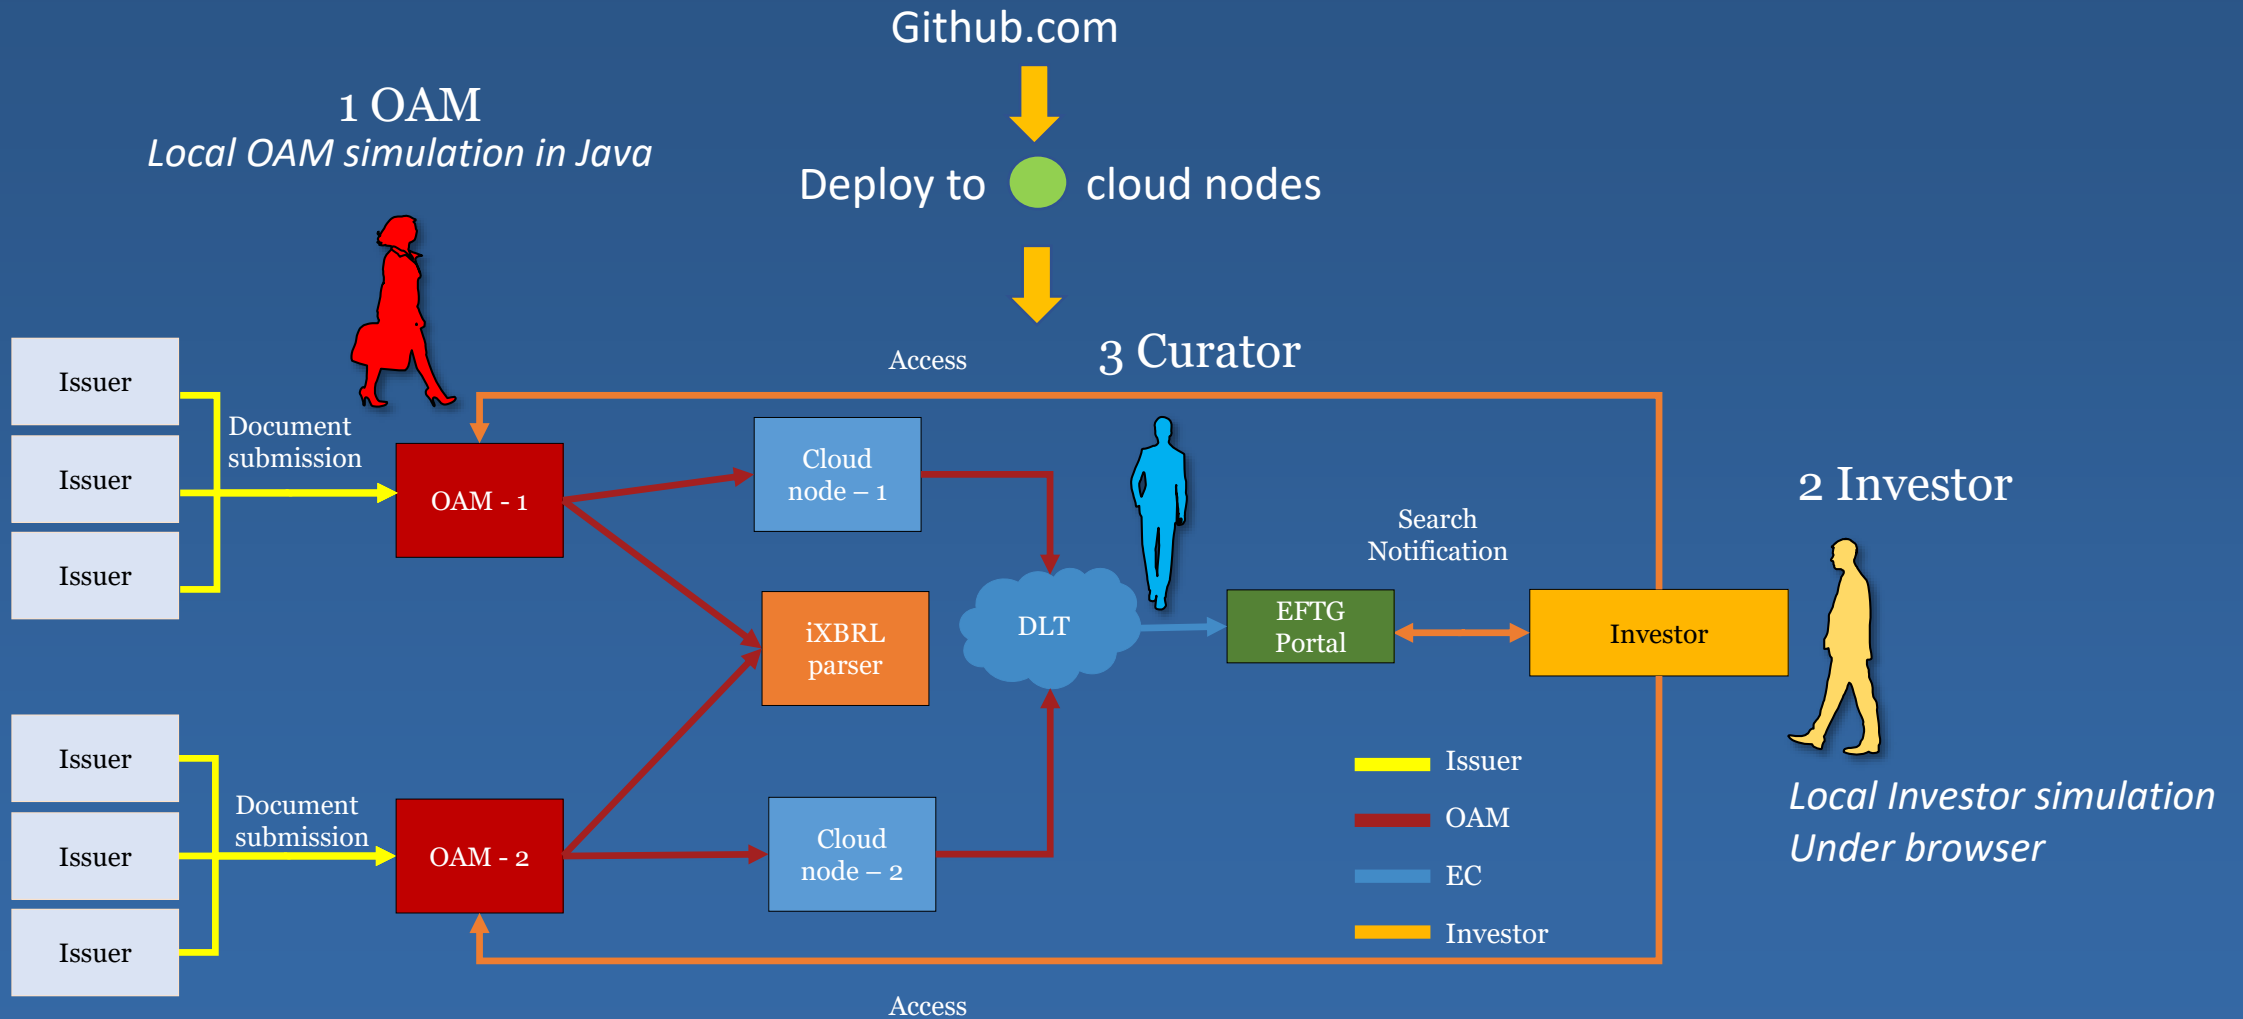 Github.com
1 OAM
Local OAM simulation in Java
Deploy to cloud nodes
Access
3 Curator
Issuer
Issuer
Issuer
Document
submission
OAM - 1
Cloud
node – 1
iXBRL
parser
DLT
EFTG
Portal
Search
Notification
Investor
2 Investor
Local Investor simulation
Under browser
Issuer
Issuer
Issuer
Document
submission
OAM - 2
Cloud
node – 2
Issuer
OAM
EC
Investor
Access